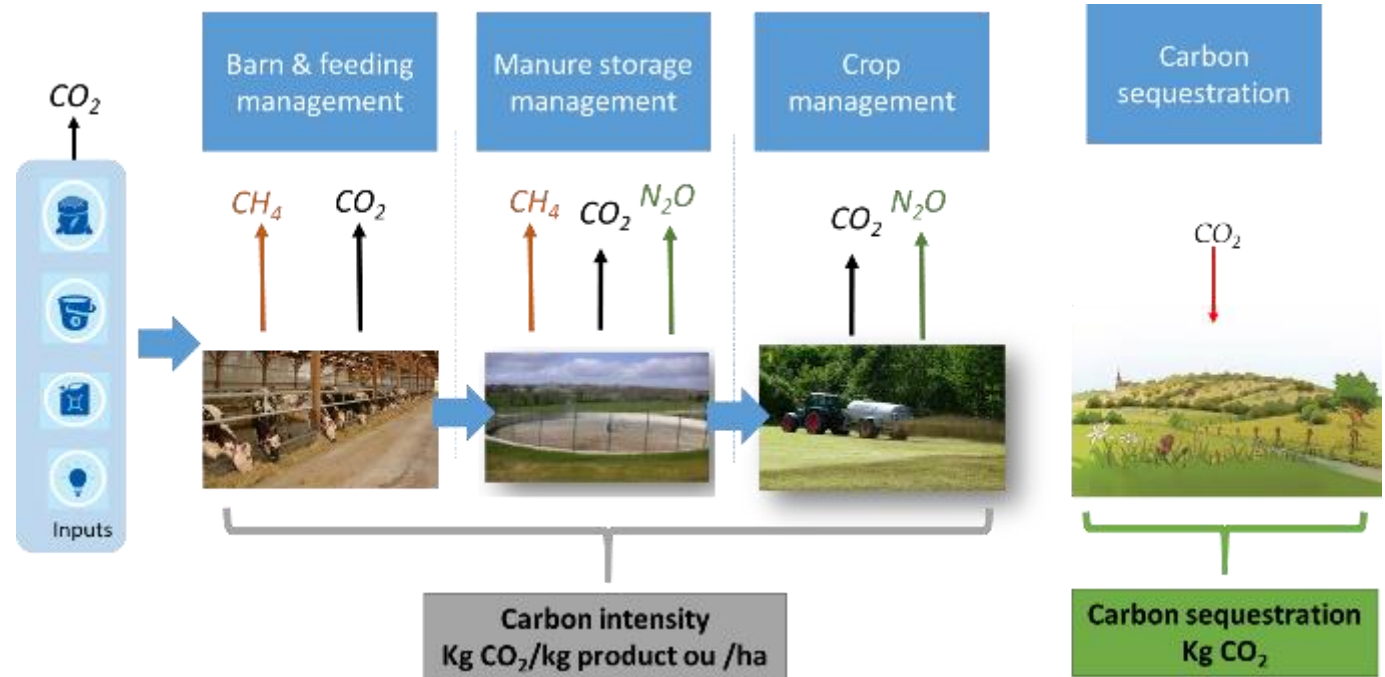 Barn & feeding
management
Manure storage
management
Crop
management
Carbon
sequestration
CO₂
CH₄
CO₂
CH₄
CO₂
N₂O
CO₂
N₂O
CO₂
Inputs
Carbon intensity
Kg CO₂/kg product ou /ha
Carbon sequestration
Kg CO₂